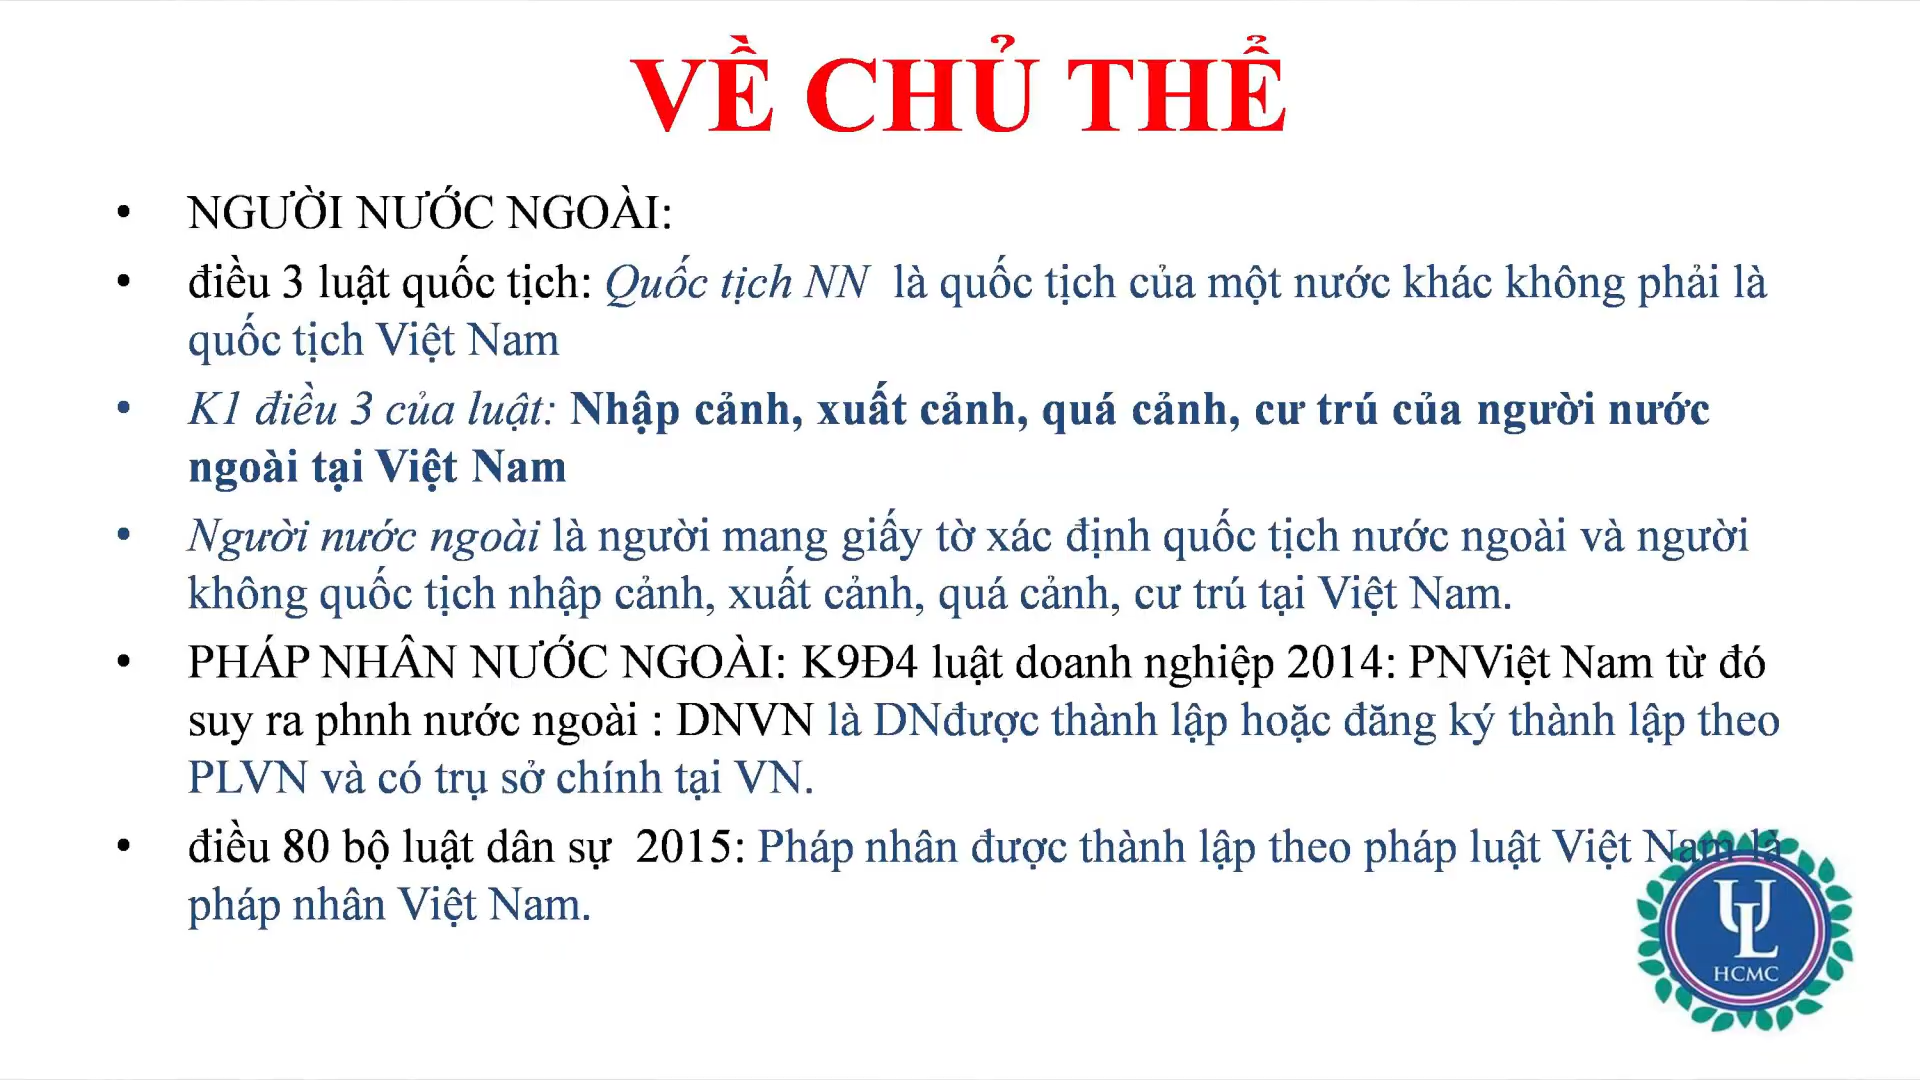 VỀ CHỦ THỂ
• NGƯỜI NƯỚC NGOÀI:
• điều 3 luật quốc tịch: Quốc tịch NN là quốc tịch của một nước khác không phải là
quốc tịch Việt Nam
• K1 điều 3 của luật: Nhập cảnh, xuất cảnh, quá cảnh, cư trú của người nước
ngoài tại Việt Nam
• Người nước ngoài là người mang giấy tờ xác định quốc tịch nước ngoài và người
không quốc tịch nhập cảnh, xuất cảnh, quá cảnh, cư trú tại Việt Nam.
• PHÁP NHÂN NƯỚC NGOÀI: K9Đ4 luật doanh nghiệp 2014: PNViệt Nam từ đó
suy ra phnh nước ngoài : DNVN là DNđược thành lập hoặc đăng ký thành lập theo
PLVN và có trụ sở chính tại VN.
• điều 80 bộ luật dân sự 2015: Pháp nhân được thành lập theo pháp luật Việt Nam là
pháp nhân Việt Nam.
UL
HCMC